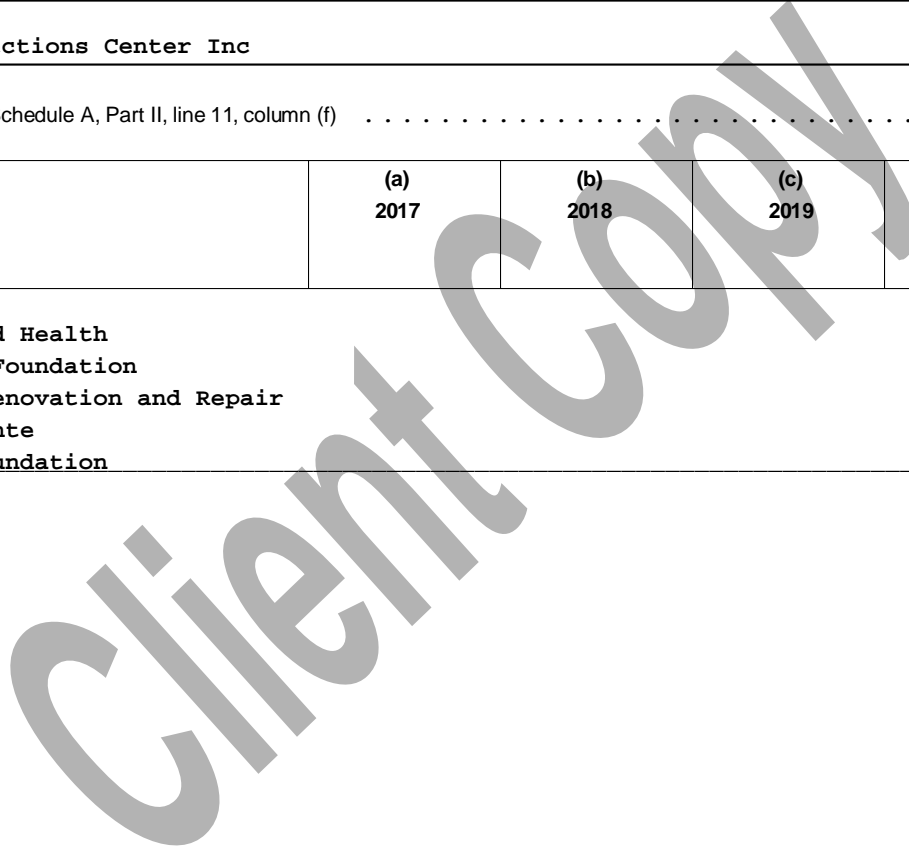 ctions Center Inc
chedule A, Part II, line 11, column (f) . . . . . . . . . . . . . . . . . . . . . . . . . . . . .
(a) (b) (c)
2017 2018 2019
Health
Foundation
enovation and Repair
nte
undation
Client Copy